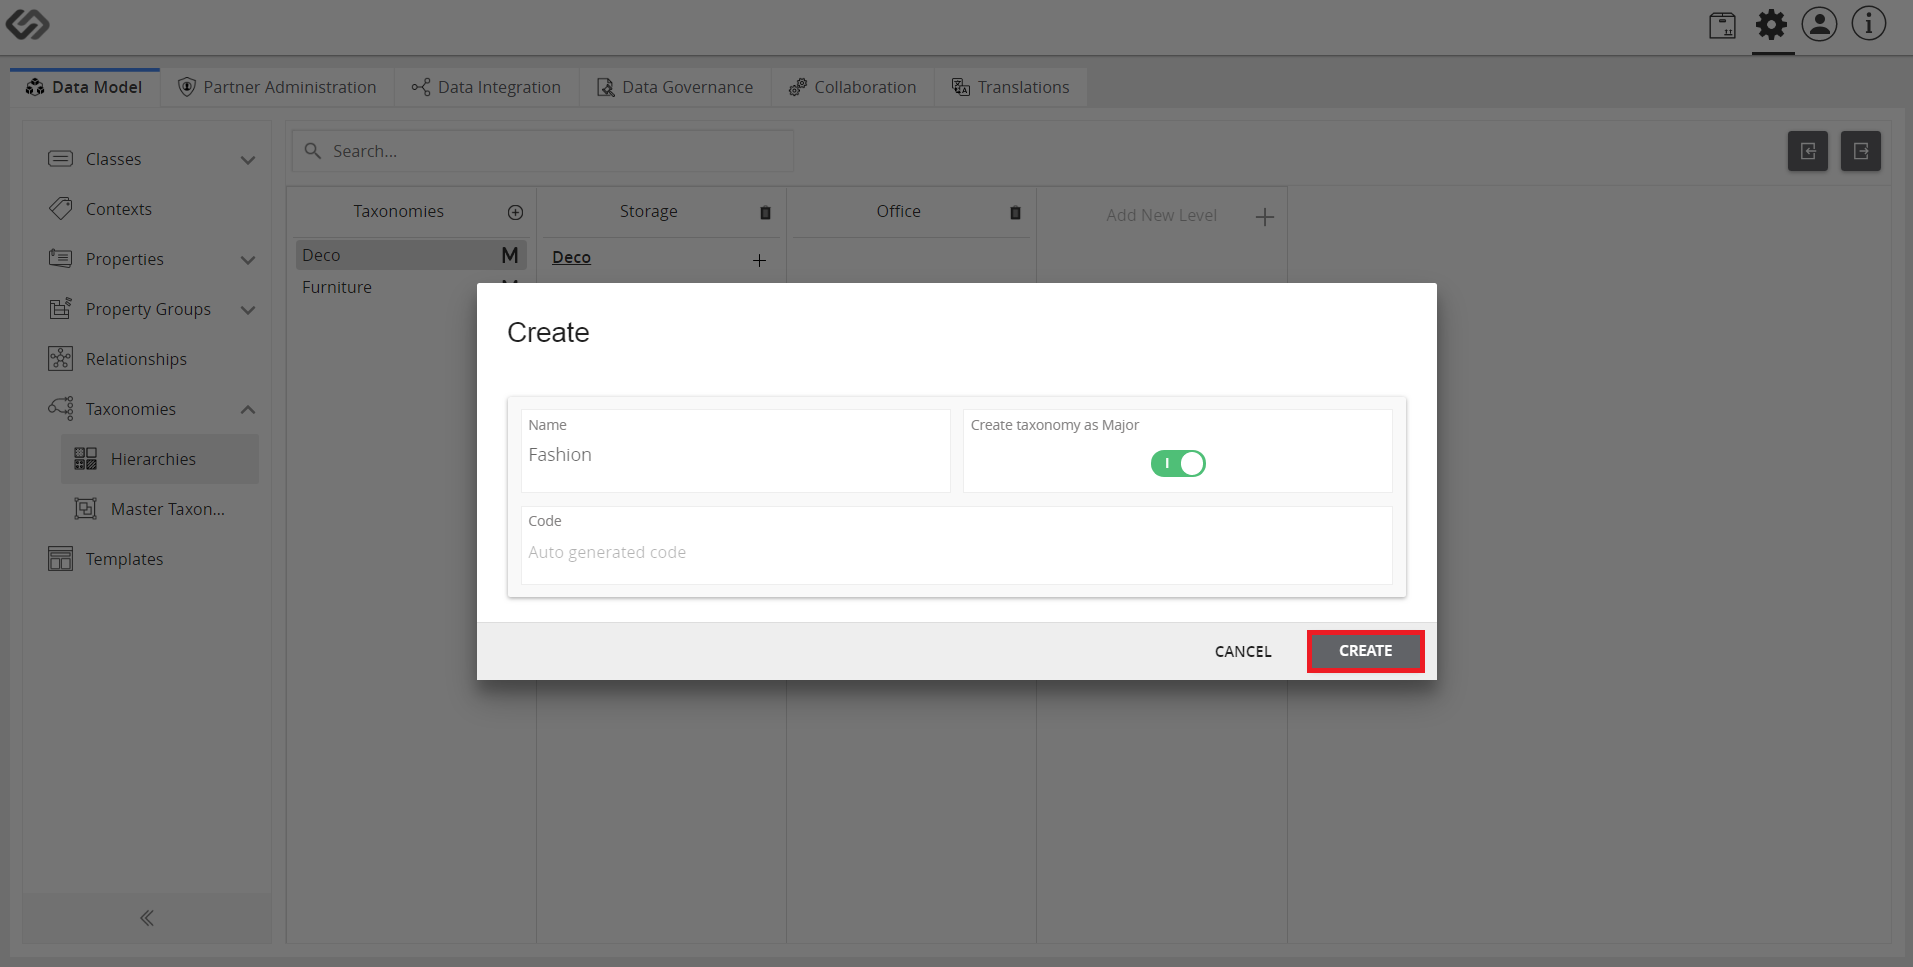 Data Model
Partner Administration
Data Integration
Data Governance
Collaboration
Translations
Classes
Contexts
Properties
Property Groups
Relationships
Taxonomies
Hierarchies
Master Taxon...
Templates
Search...
Taxonomies
Storage
Office
Add New Level
Deco M
Deco
Furniture
Create
Name
Fashion
Create taxonomy as Major
Code
Auto generated code
CANCEL
CREATE